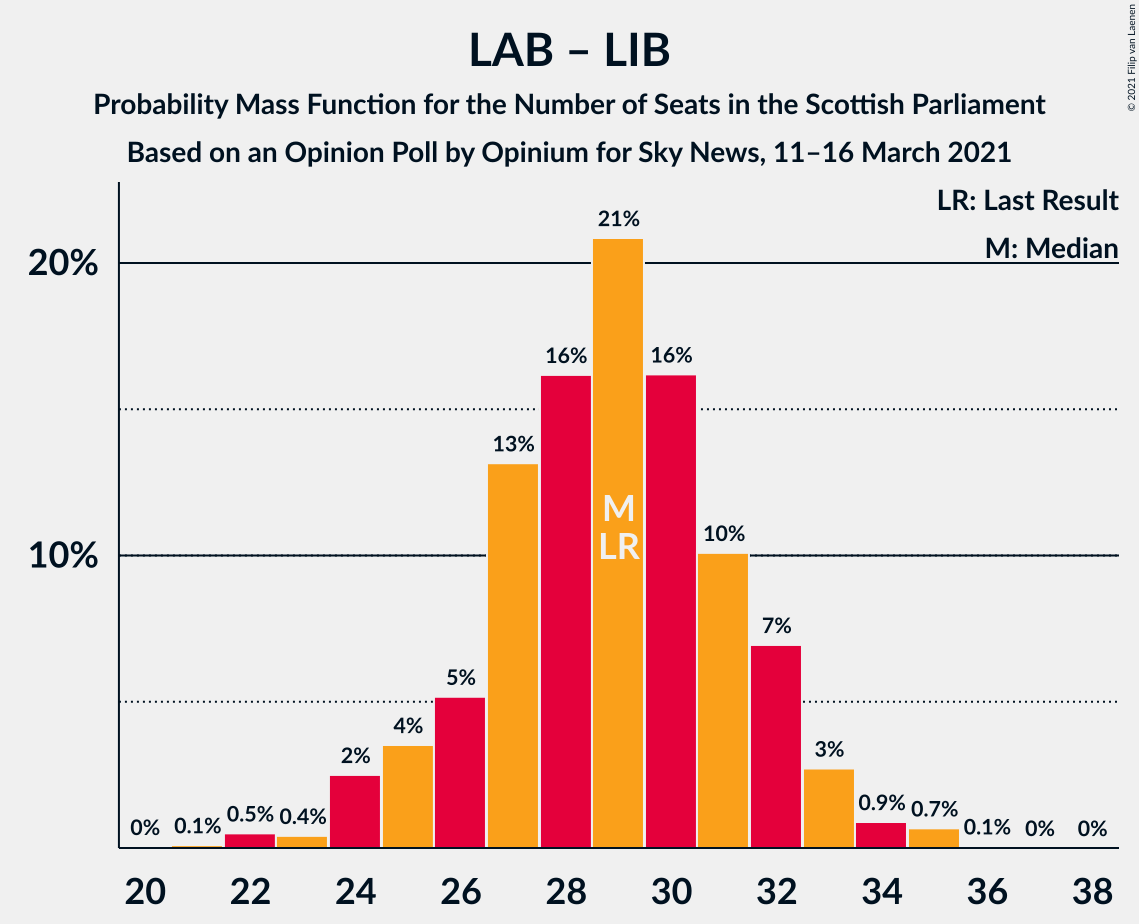 LAB – LIB
Probability Mass Function for the Number of Seats in the Scottish Parliament
Based on an Opinion Poll by Opinium for Sky News, 11–16 March 2021
© 2021 Filip van Laenen
LR: Last Result
M: Median
20%
10%
0%
0.1%
0.5%
0.4%
2%
4%
5%
13%
16%
21%
16%
10%
7%
3%
0.9%
0.7%
0.1%
0%
0%
M
LR
20 22 24 26 28 30 32 34 36 38